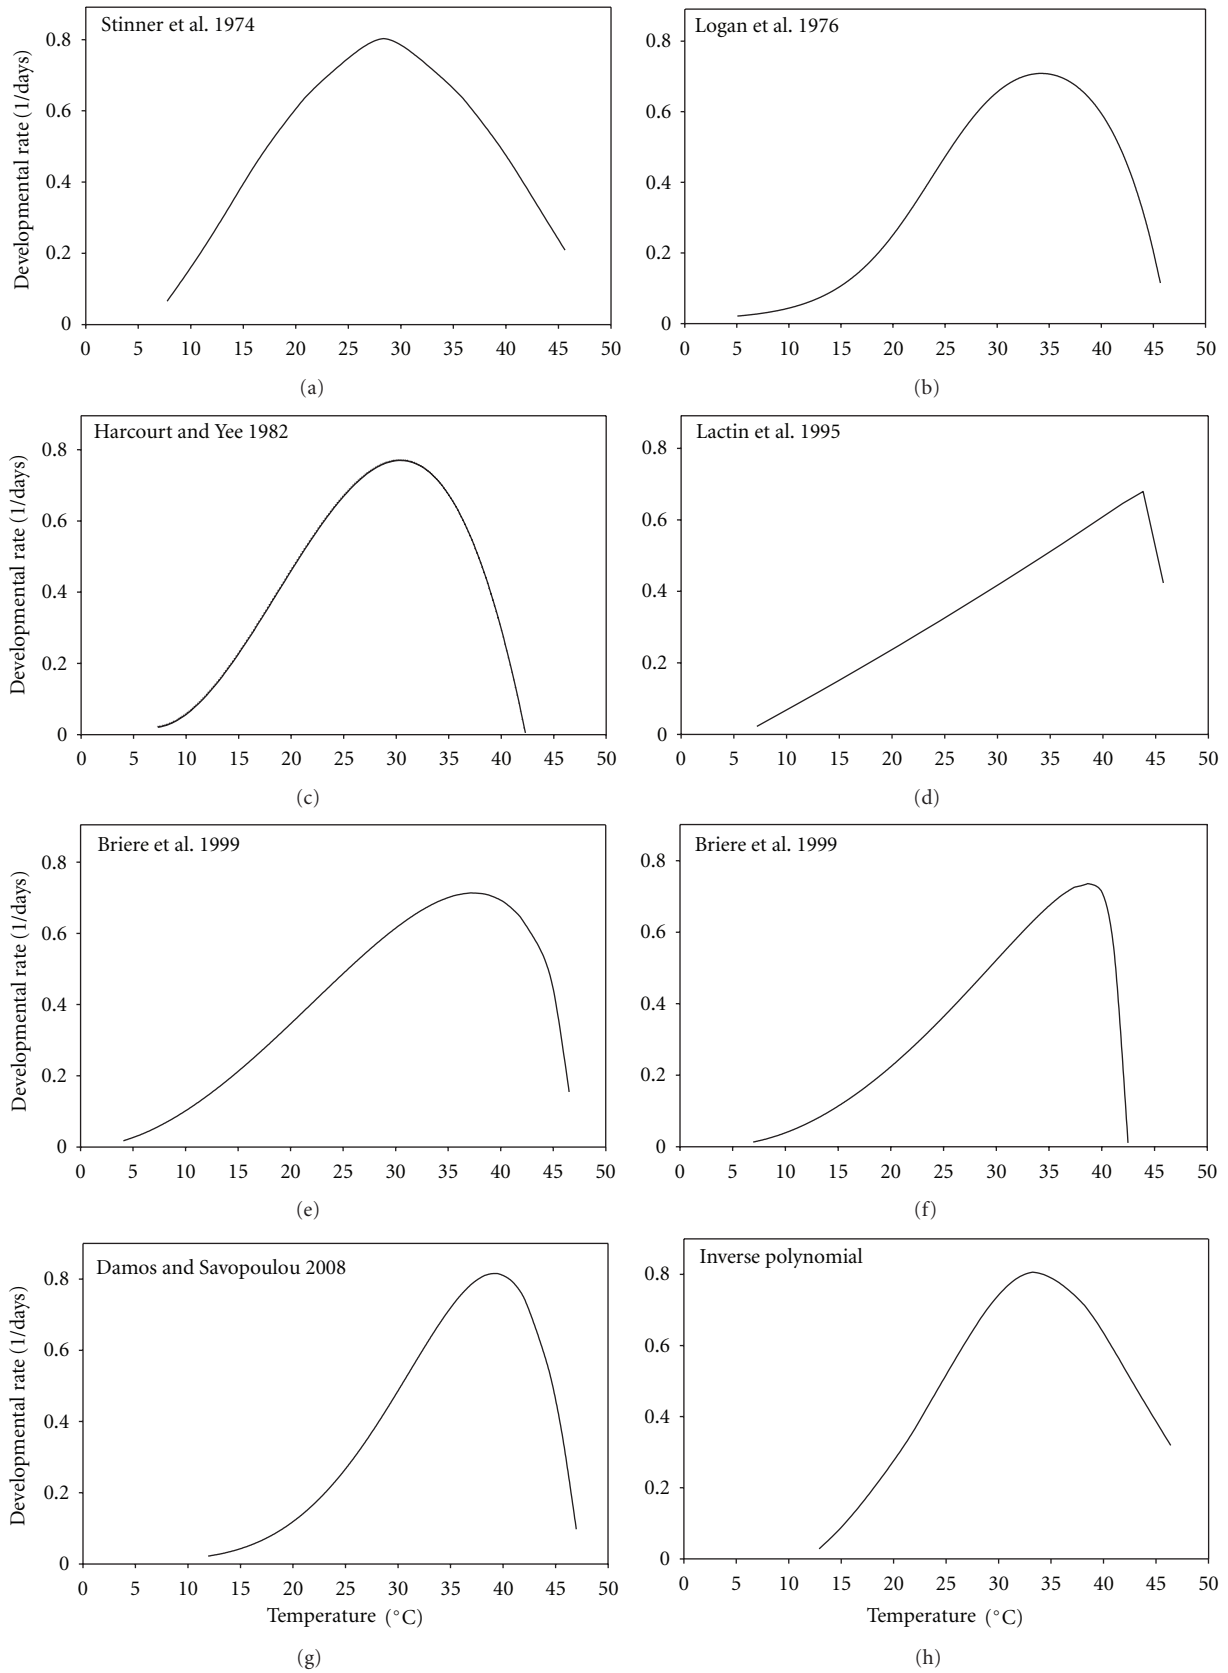 Stinner et al. 1974
Developmental rate (1/days)
0.8
0.6
0.4
0.2
0
0 5 10 15 20 25 30 35 40 45 50
(a)
Logan et al. 1976
0.8
0.6
0.4
0.2
0
0 5 10 15 20 25 30 35 40 45 50
(b)
Harcourt and Yee 1982
Developmental rate (1/days)
0.8
0.6
0.4
0.2
0
0 5 10 15 20 25 30 35 40 45 50
(c)
Lactin et al. 1995
0.8
0.6
0.4
0.2
0
0 5 10 15 20 25 30 35 40 45 50
(d)
Briere et al. 1999
Developmental rate (1/days)
0.8
0.6
0.4
0.2
0
0 5 10 15 20 25 30 35 40 45 50
(e)
Briere et al. 1999
0.8
0.6
0.4
0.2
0
0 5 10 15 20 25 30 35 40 45 50
(f)
Damos and Savopoulou 2008
Developmental rate (1/days)
0.8
0.6
0.4
0.2
0
0 5 10 15 20 25 30 35 40 45 50
Temperature (°C)
(g)
Inverse polynomial
0.8
0.6
0.4
0.2
0
0 5 10 15 20 25 30 35 40 45 50
Temperature (°C)
(h)